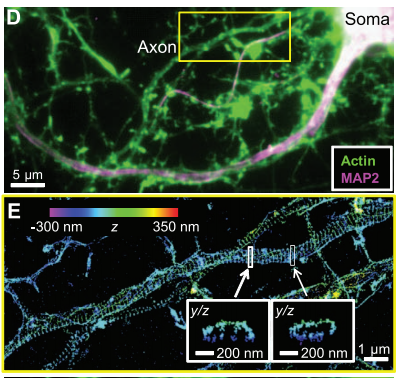 D
Soma
Axon
5 μm
Actin
MAP2
E
-300 nm z 350 nm
y/z
200 nm
y/z
200 nm
1 μm